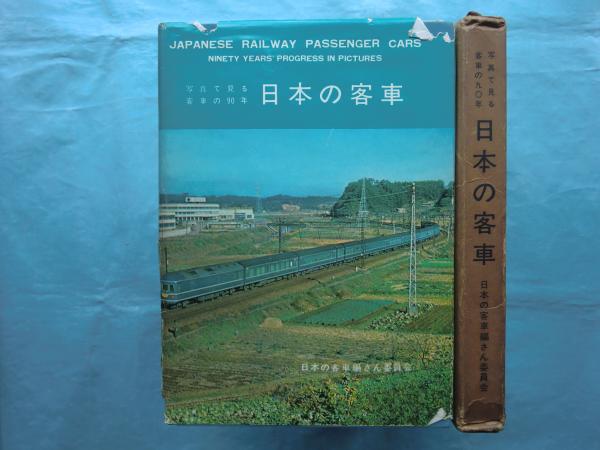 JAPANESE RAILWAY PASSENGER CARS
NINETY YEARS' PROGRESS IN PICTURES
写真で見る
客車の90年
日本の客車
日本の客車編さん委員会
写真で見る
客車の九〇年
日本の客車
日本の客車編さん委員会